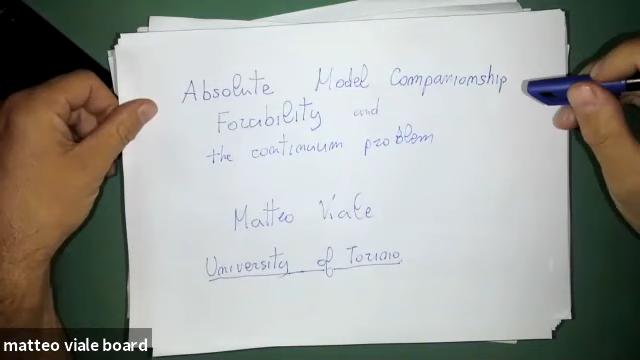 Absolute Model Companionship
Forcibility and
the continuum problem
Matteo Viale
University of Torino
matteo viale board